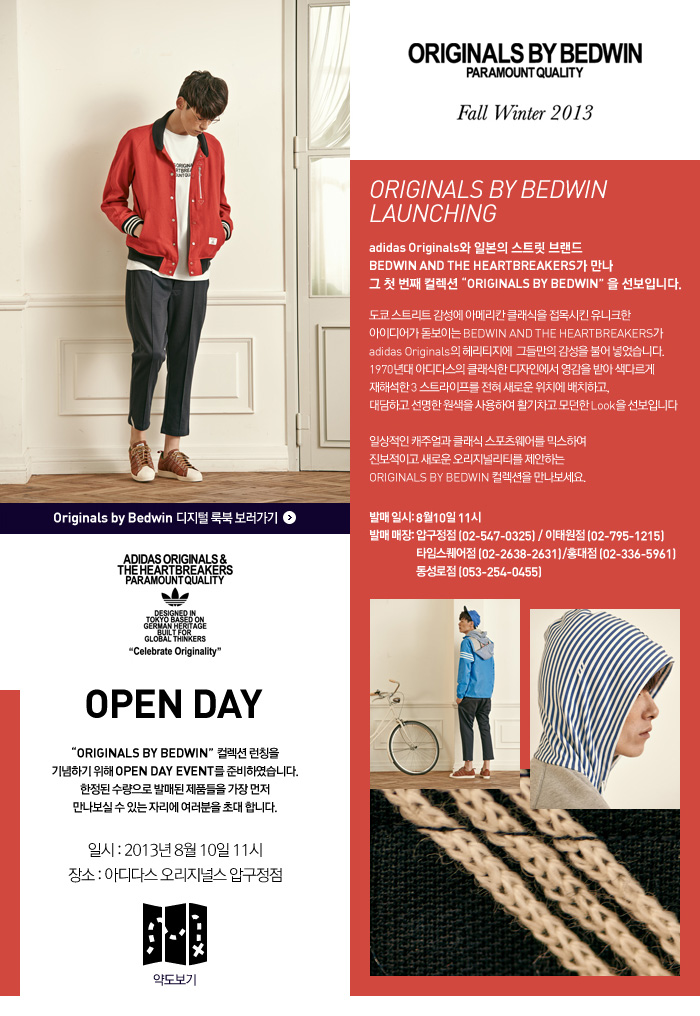 ORIGINALS BY BEDWIN
PARAMOUNT QUALITY
Fall Winter 2013
ORIGINALS BY BEDWIN
LAUNCHING
adidas Originals와 일본의 스트릿 브랜드
BEDWIN AND THE HEARTBREAKERS가 만나
그 첫 번째 컬렉션 “ORIGINALS BY BEDWIN” 을 선보입니다.
도쿄 스트리트 감성에 아메리칸 클래식을 접목시킨 유니크한
아이디어가 돋보이는 BEDWIN AND THE HEARTBREAKERS가
adidas Originals의 헤리티지에 그들만의 감성을 불어 넣었습니다.
1970년대 아디다스의 클래식한 디자인에서 영감을 받아 색다르게
재해석한 3 스트라이프를 전혀 새로운 위치에 배치하고,
대담하고 선명한 원색을 사용하여 활기차고 모던한 Look을 선보입니다
일상적인 캐주얼과 클래식 스포츠웨어를 믹스하여
진보적이고 새로운 오리지널리티를 제안하는
ORIGINALS BY BEDWIN 컬렉션을 만나보세요.
발매 일시: 8월10일 11시
발매 매장: 압구정점 (02-547-0325) / 이태원점 (02-795-1215)
타임스퀘어점 (02-2638-2631)/홍대점 (02-336-5961)
동성로점 (053-254-0455)
Originals by Bedwin 디지털 룩북 보러가기
ADIDAS ORIGINALS &
THE HEARTBREAKERS
PARAMOUNT QUALITY
DESIGNED IN
TOKYO BASED ON
GERMAN HERITAGE
BUILT FOR
GLOBAL THINKERS
“Celebrate Originality”
OPEN DAY
“ORIGINALS BY BEDWIN” 컬렉션 런칭을
기념하기 위해 OPEN DAY EVENT를 준비하였습니다.
한정된 수량으로 발매된 제품들을 가장 먼저
만나보실 수 있는 자리에 여러분을 초대 합니다.
일시 : 2013년 8월 10일 11시
장소 : 아디다스 오리지널스 압구정점
약도보기